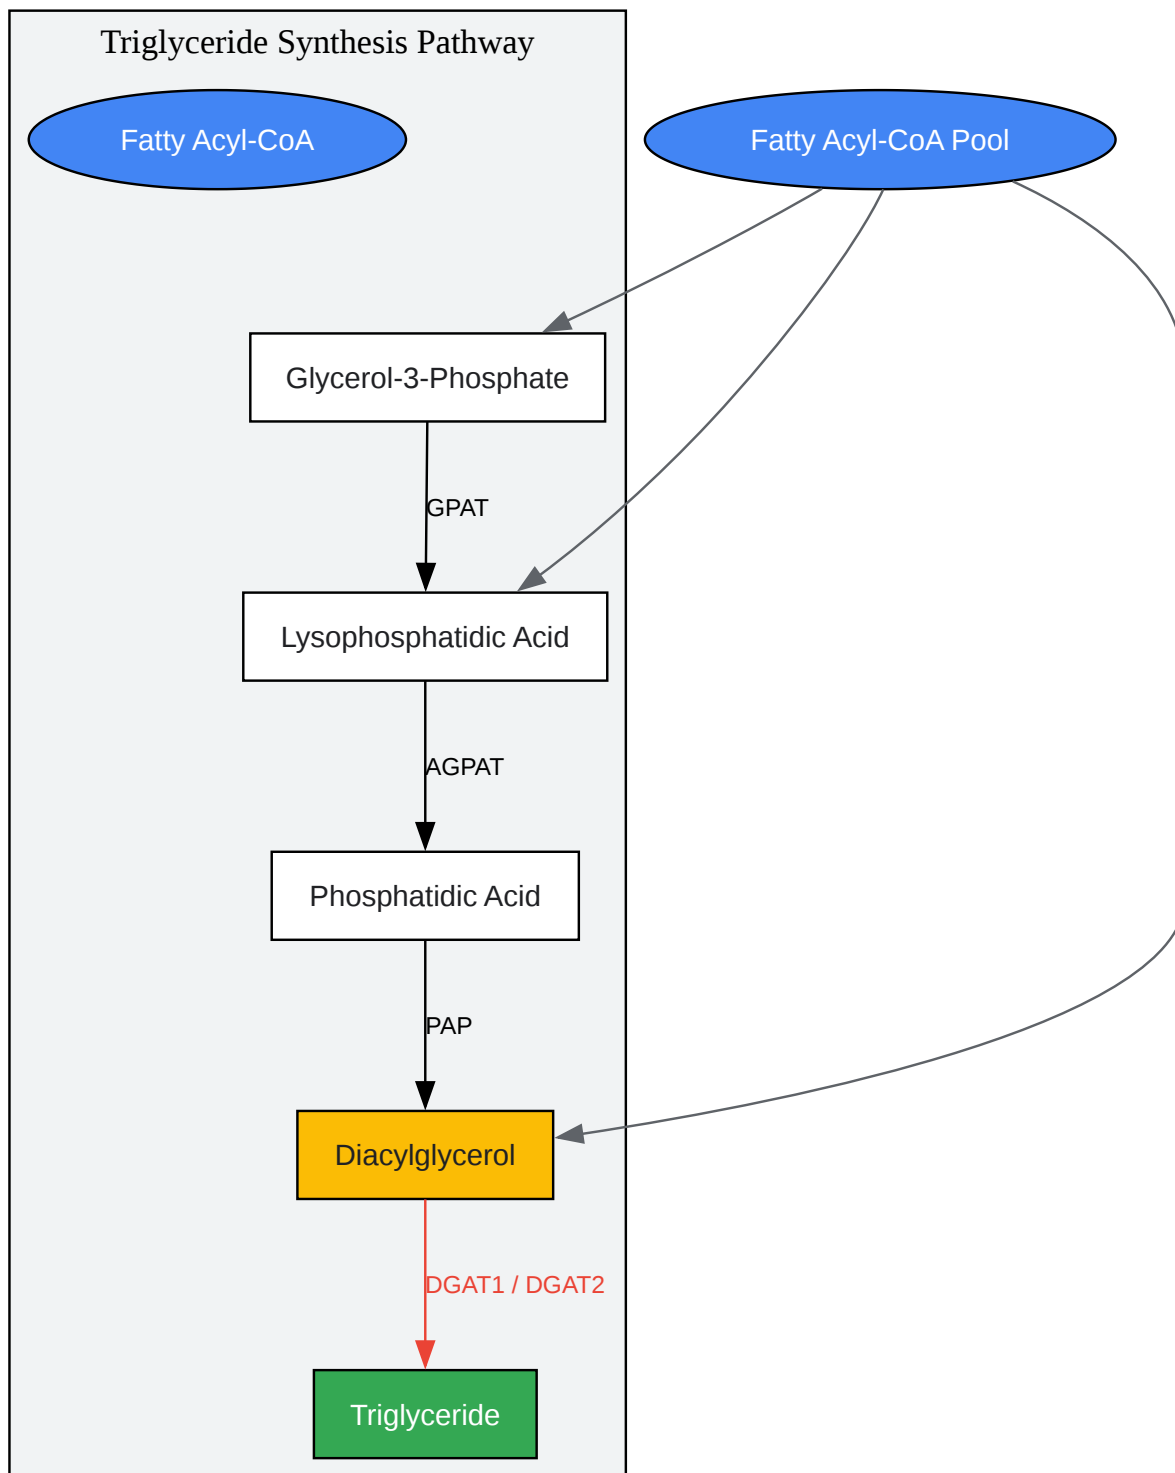 Triglyceride Synthesis Pathway
Fatty Acyl-CoA
Fatty Acyl-CoA Pool
Glycerol-3-Phosphate
GPAT
Lysophosphatidic Acid
AGPAT
Phosphatidic Acid
PAP
Diacylglycerol
DGAT1 / DGAT2
Triglyceride